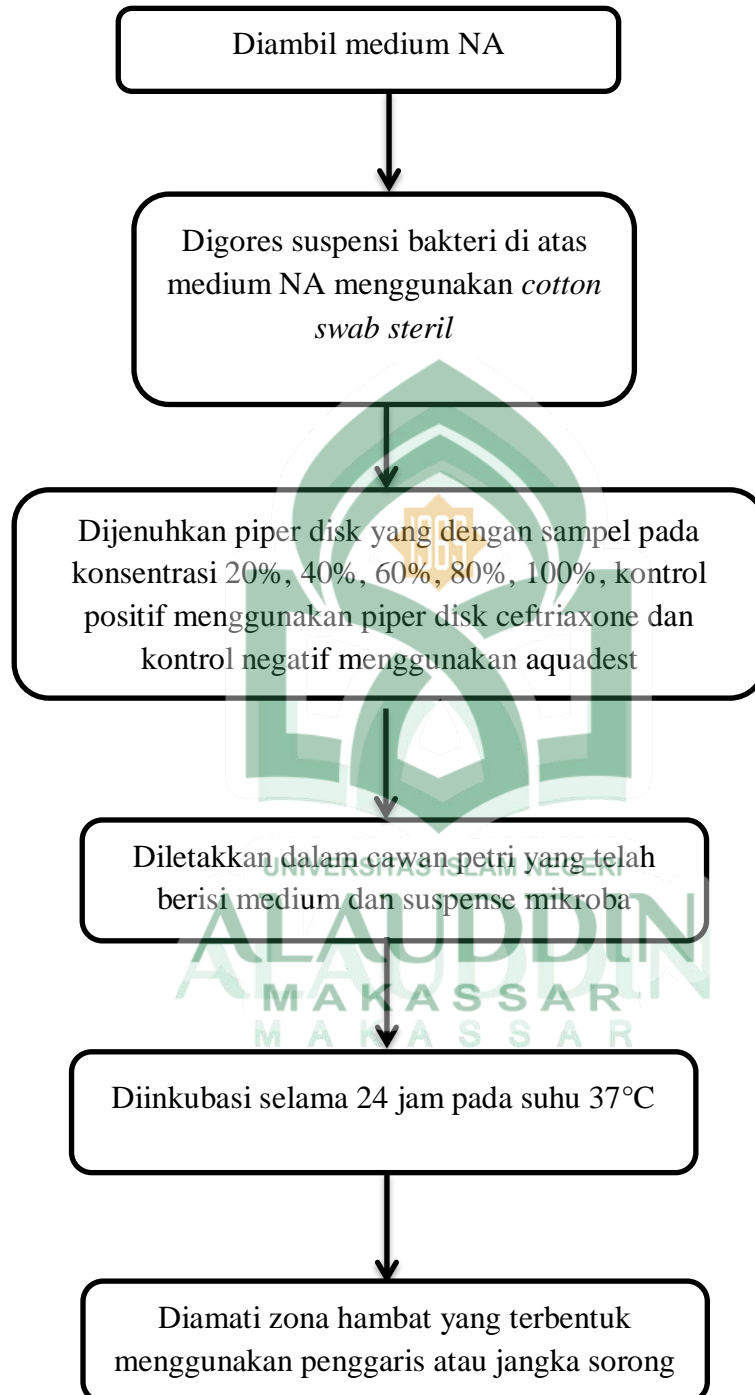 Diambil medium NA
Digores suspensi bakteri di atas
medium NA menggunakan cotton
swab steril
Dijenuhkan piper disk yang dengan sampel pada
konsentrasi 20%, 40%, 60%, 80%, 100%, kontrol
positif menggunakan piper disk ceftriaxone dan
kontrol negatif menggunakan aquadest
1965
Diletakkan dalam cawan petri yang telah
berisi medium dan suspense mikroba
UNIVERSITAS ISLAM NEGERI
ALAUDDIN
MAKASSAR
Diinkubasi selama 24 jam pada suhu 37°C
Diamati zona hambat yang terbentuk
menggunakan penggaris atau jangka sorong